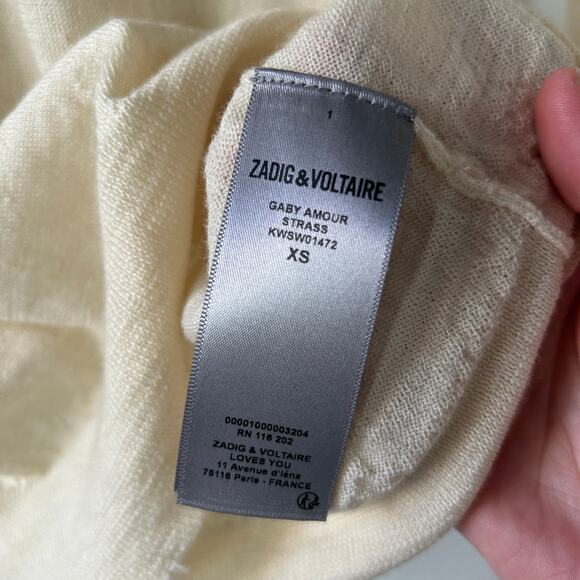 1
ZADIG&VOLTAIRE
GABY AMOUR
STRASS
KWSW01472
XS
00001000003204
RN 116 202
ZADIG & VOLTAIRE
LOVES YOU
11 Avenue d'Iéna
75116 Paris - FRANCE